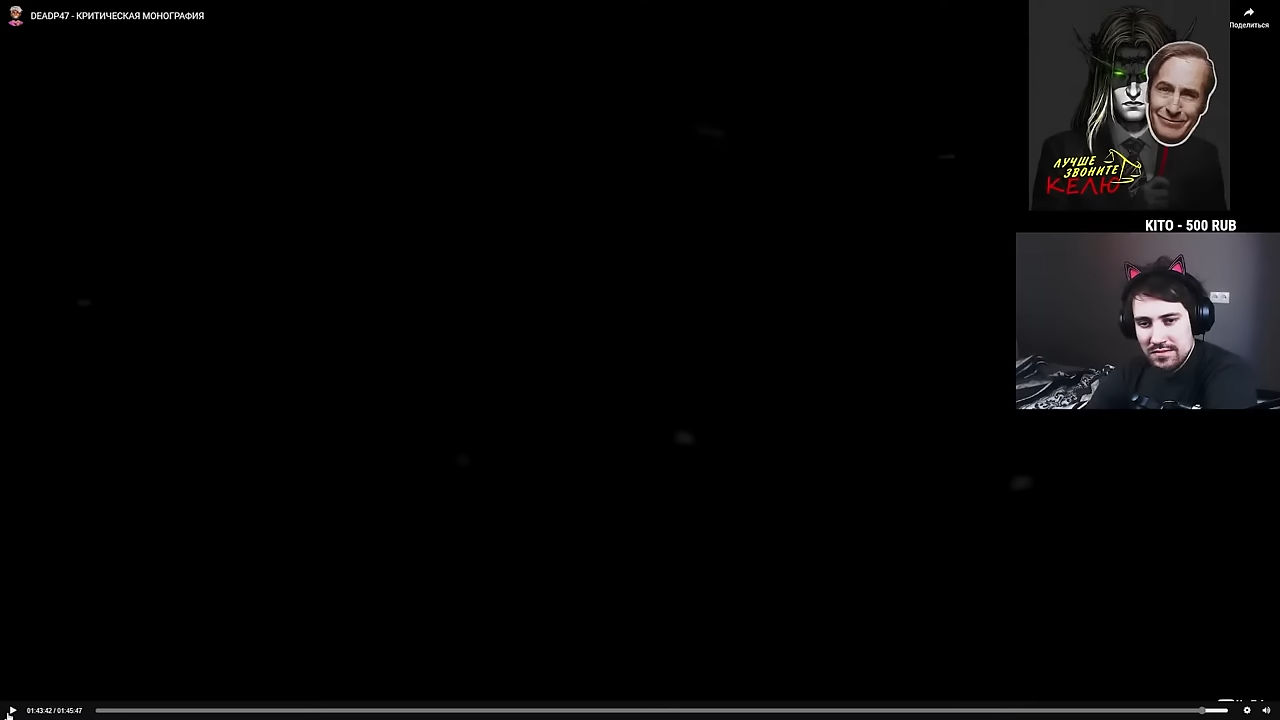 DEADP47 - КРИТИЧЕСКАЯ МОНОГРАФИЯ
Поделиться
ЛУЧШЕ
ЗВОНИТЕ
КЕЛЮ
KITO - 500 RUB
01:43:42 / 01:45:47